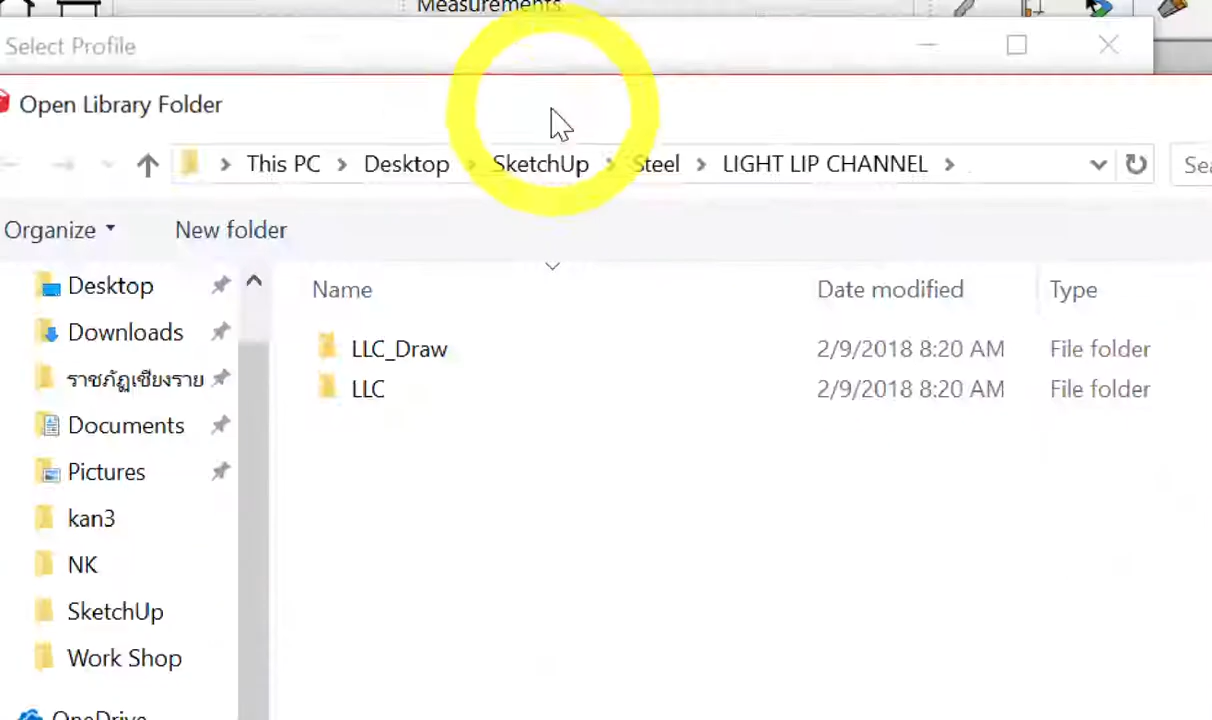 Measurements
Select Profile
Open Library Folder
This PC > Desktop > SketchUp > Steel > LIGHT LIP CHANNEL >
Sea
Organize
New folder
Name
Date modified
Type
Desktop
Downloads
ราชภัฏเชียงราย
Documents
Pictures
kan3
NK
SketchUp
Work Shop
OneDrive
LLC_Draw
2/9/2018 8:20 AM
File folder
LLC
2/9/2018 8:20 AM
File folder